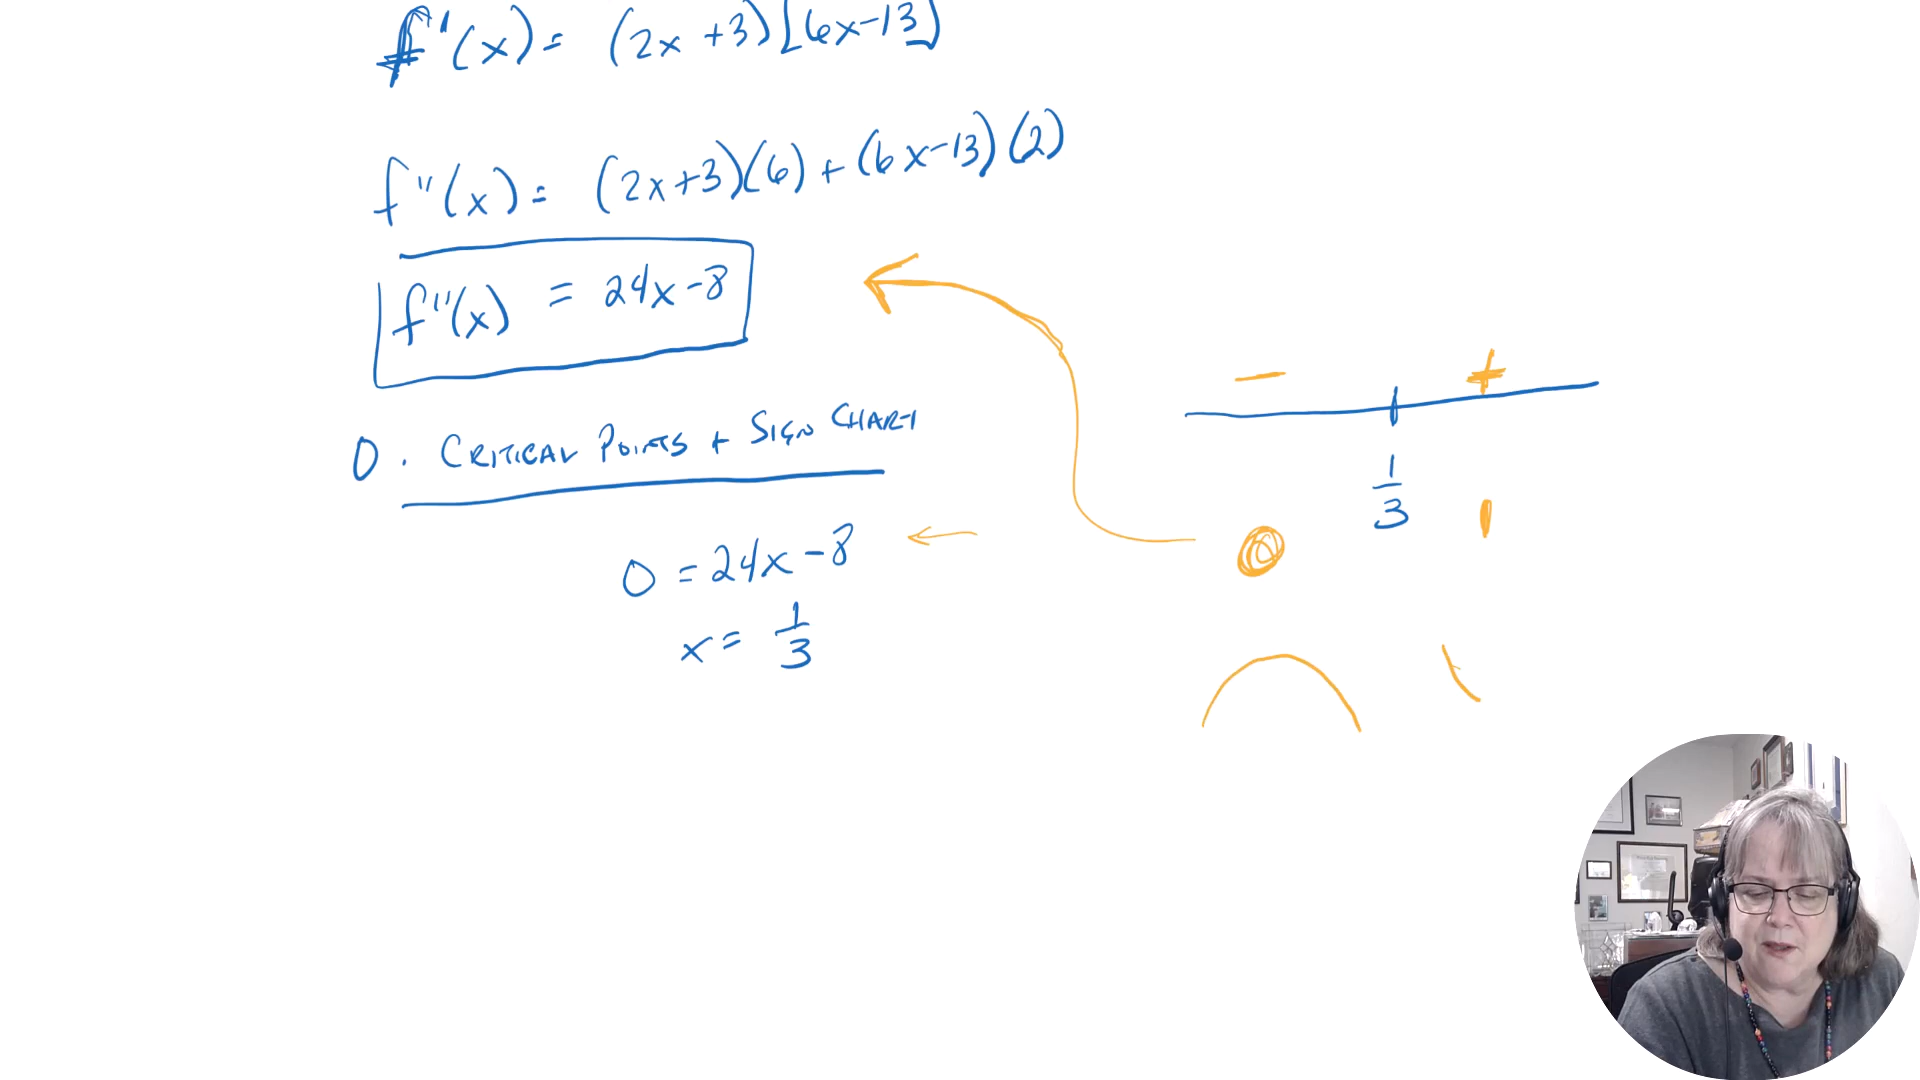 f'(x) = (2x+3)[6x-13]
f''(x) = (2x+3)(6) + (6x-13)(2)
f''(x) = 24x-8
0. CRITICAL POINTS + SIGN CHART
0 = 24x-8
x = 1/3
− +
1/3
0 1